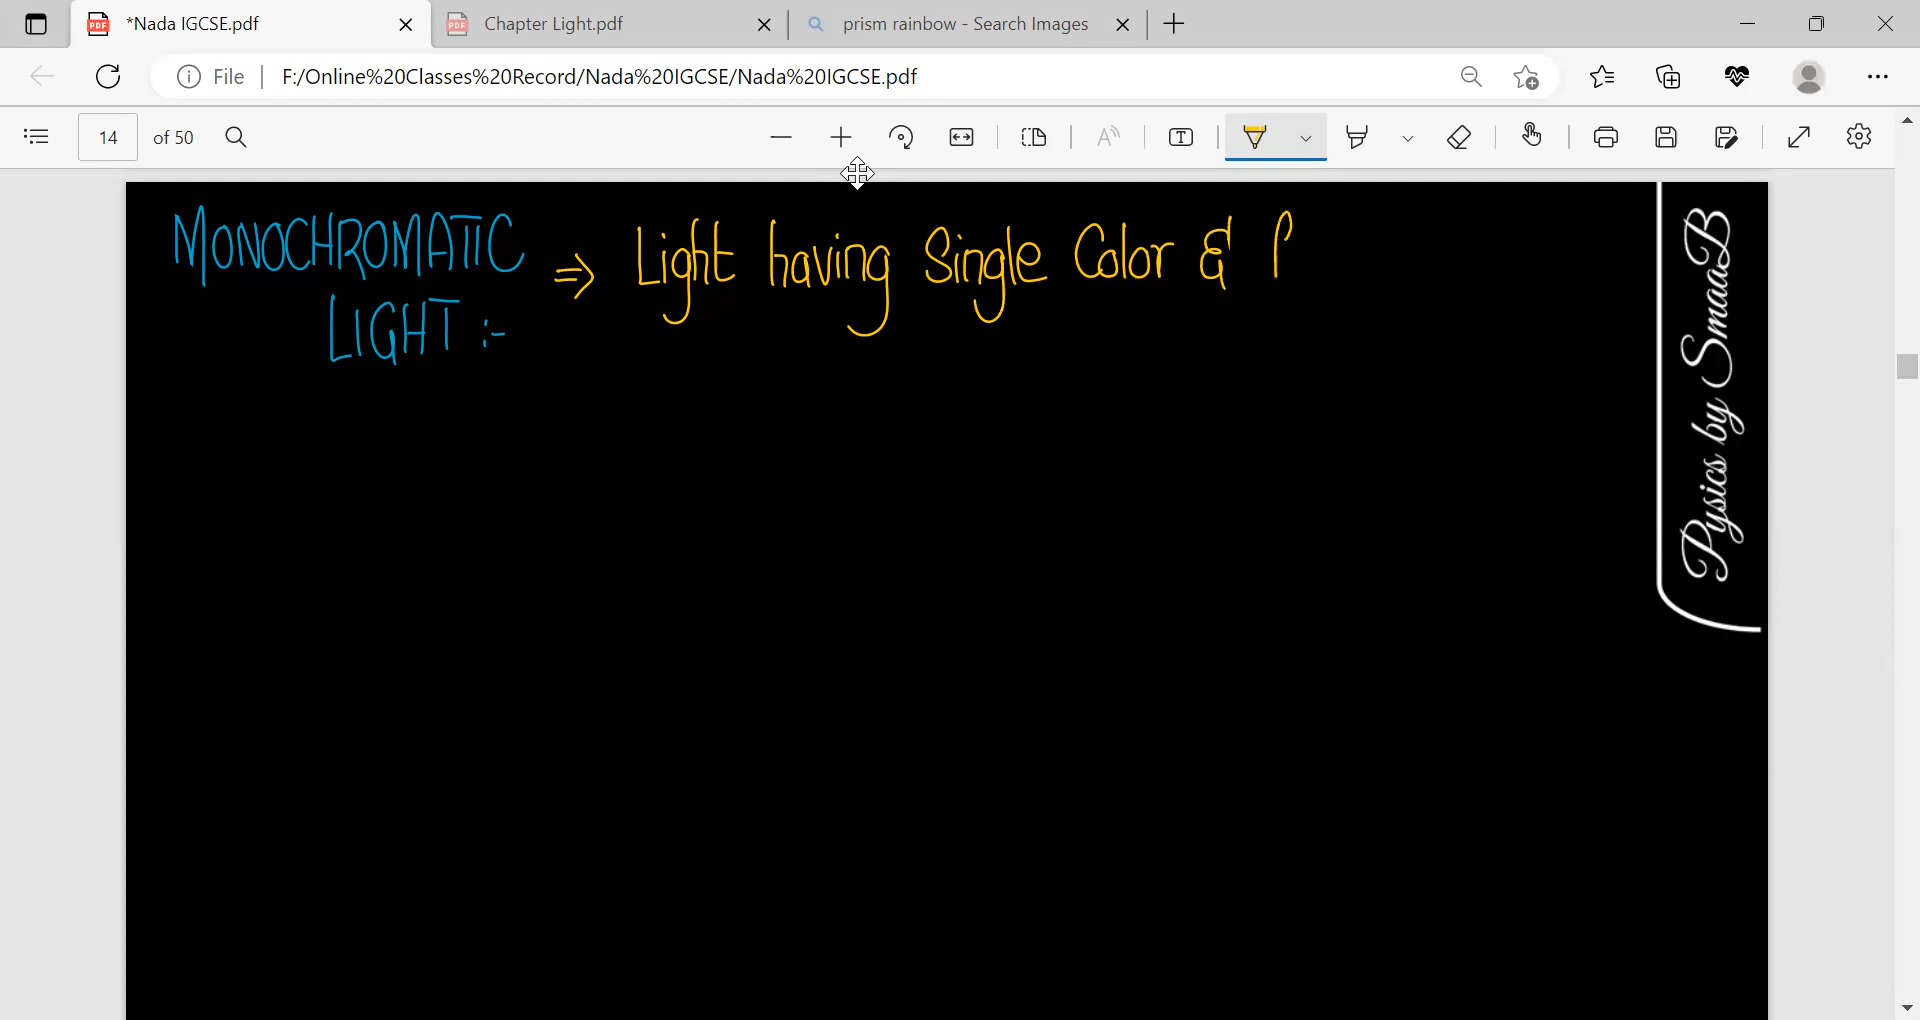 *Nada IGCSE.pdf
Chapter Light.pdf
prism rainbow - Search Images
File
F:/Online%20Classes%20Record/Nada%20IGCSE/Nada%20IGCSE.pdf
14 of 50
MONOCHROMATIC
LIGHT :-
⇒ Light having Single Color &
Pysics by SmaaB